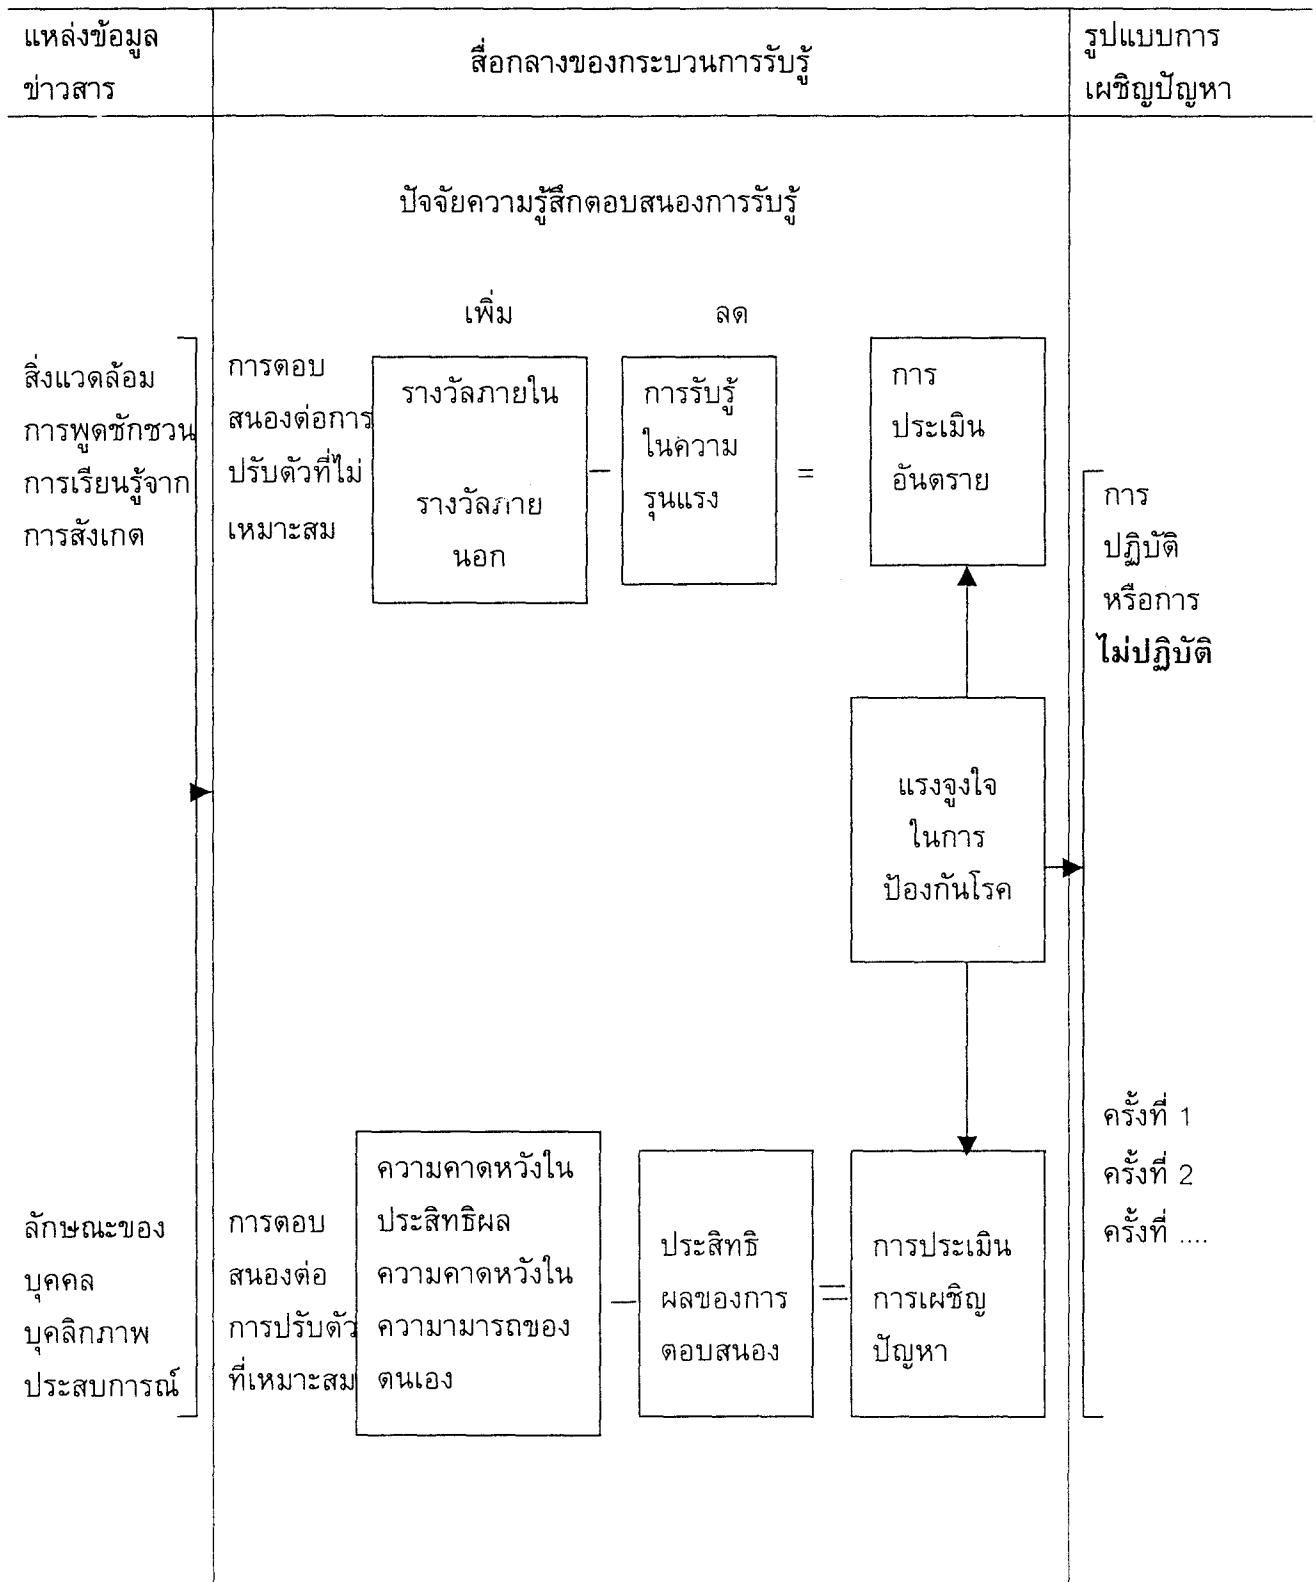 แหล่งข้อมูล
ข่าวสาร
สื่อกลางของกระบวนการรับรู้
รูปแบบการ
เผชิญปัญหา
ปัจจัยความรู้สึกตอบสนองการรับรู้
เพิ่ม
ลด
สิ่งแวดล้อม
การพูดชักชวน
การเรียนรู้จาก
การสังเกต
การตอบ
สนองต่อการ
ปรับตัวที่ไม่
เหมาะสม
รางวัลภายใน
รางวัลภาย
นอก
–
การรับรู้
ในความ
รุนแรง
=
การ
ประเมิน
อันตราย
การ
ปฏิบัติ
หรือการ
ไม่ปฏิบัติ
แรงจูงใจ
ในการ
ป้องกันโรค
ครั้งที่ 1
ครั้งที่ 2
ครั้งที่ ....
ลักษณะของ
บุคคล
บุคลิกภาพ
ประสบการณ์
การตอบ
สนองต่อ
การปรับตัว
ที่เหมาะสม
ความคาดหวังใน
ประสิทธิผล
ความคาดหวังใน
ความามารถของ
ตนเอง
–
ประสิทธิ
ผลของการ
ตอบสนอง
=
การประเมิน
การเผชิญ
ปัญหา